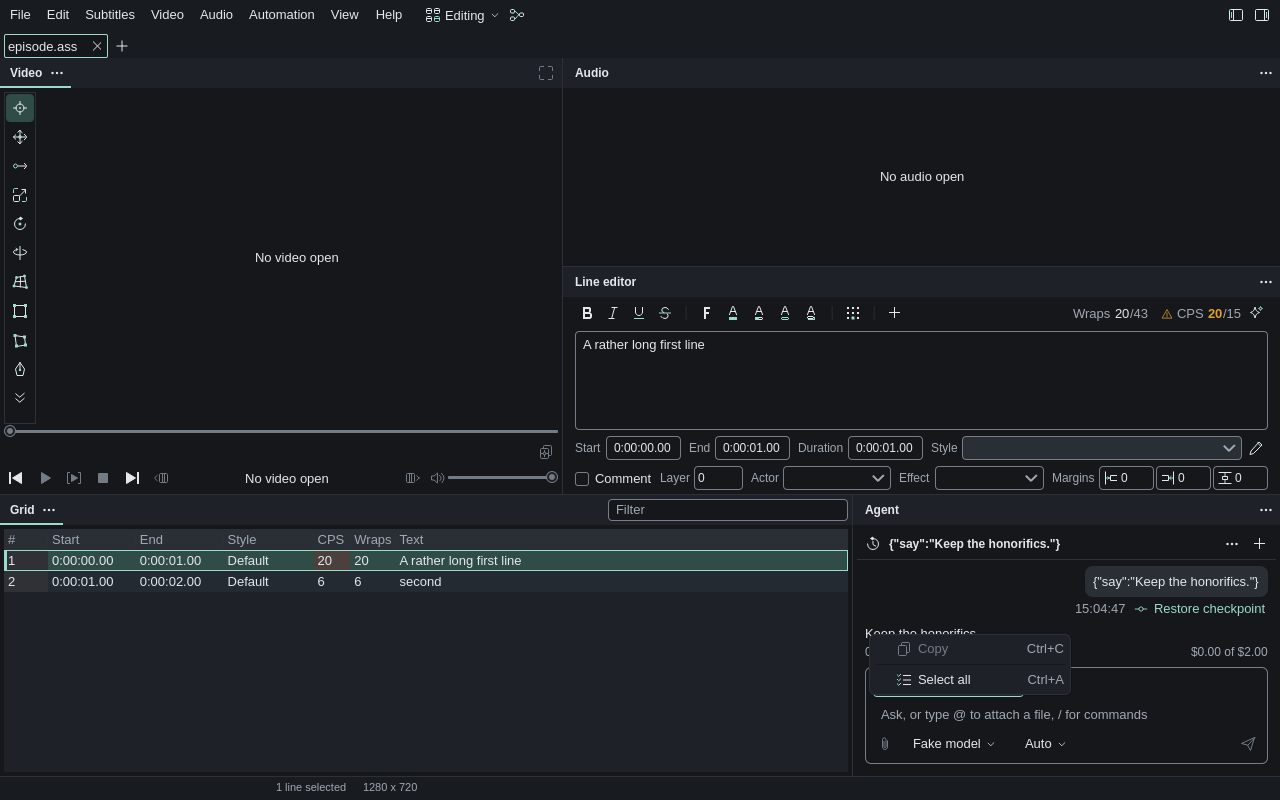 File Edit Subtitles Video Audio Automation View Help Editing
episode.ass
Video
Audio
No video open
No audio open
Line editor
Wraps 20/43 CPS 20/15
A rather long first line
Start 0:00:00.00 End 0:00:01.00 Duration 0:00:01.00 Style
No video open
Comment Layer 0 Actor Effect Margins 0 0 0
Grid
Filter
# Start End Style CPS Wraps Text
1 0:00:00.00 0:00:01.00 Default 20 20 A rather long first line
2 0:00:01.00 0:00:02.00 Default 6 6 second
Agent
{"say":"Keep the honorifics."}
{"say":"Keep the honorifics."}
15:04:47 Restore checkpoint
Keep the honorifics.
$0.00 of $2.00
Copy Ctrl+C
Select all Ctrl+A
Ask, or type @ to attach a file, / for commands
Fake model Auto
1 line selected 1280 x 720